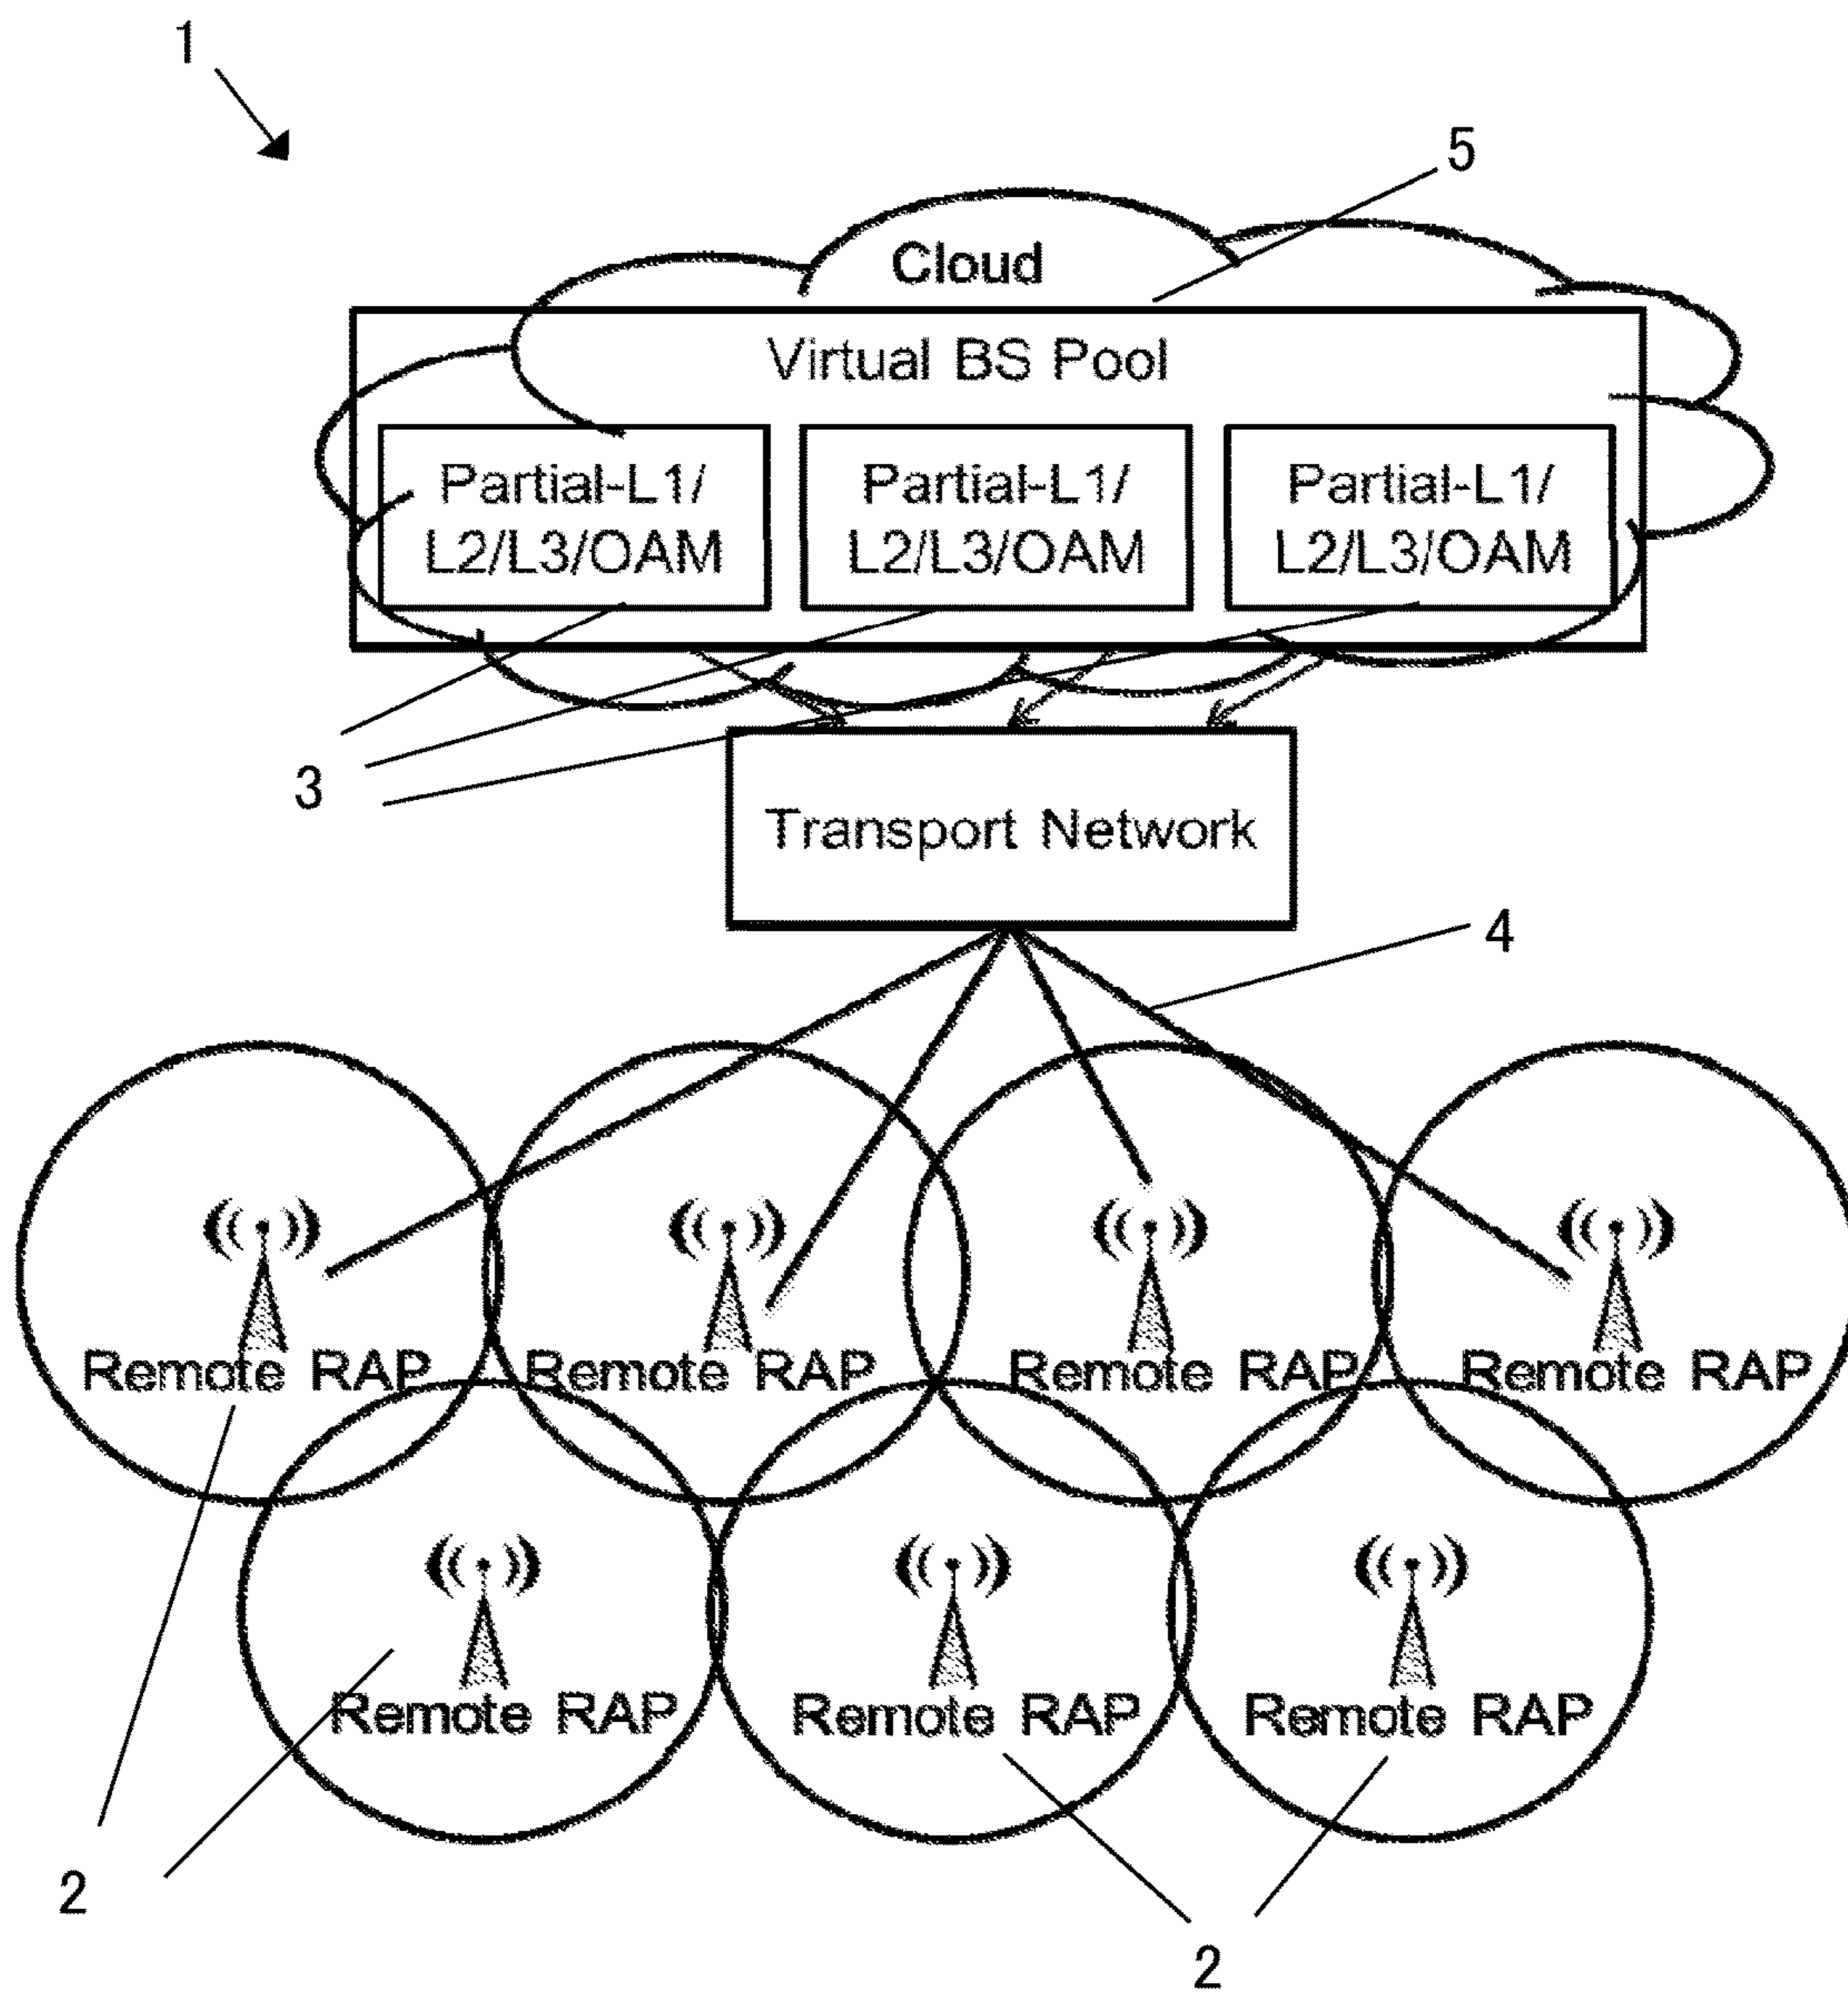 1
5
Cloud
Virtual BS Pool
Partial-L1/
L2/L3/OAM
Partial-L1/
L2/L3/OAM
Partial-L1/
L2/L3/OAM
3
Transport Network
4
Remote RAP
Remote RAP
Remote RAP
Remote RAP
Remote RAP
Remote RAP
Remote RAP
2
2